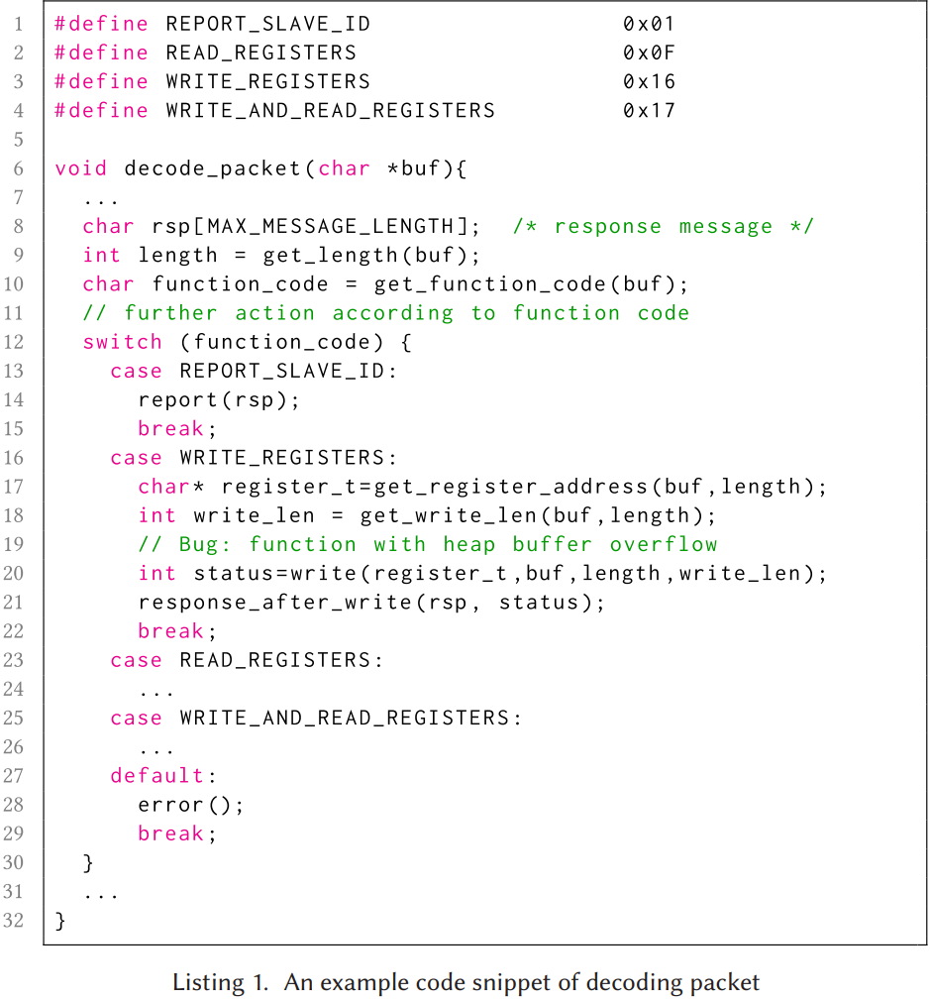 1 #define REPORT_SLAVE_ID 0x01
2 #define READ_REGISTERS 0x0F
3 #define WRITE_REGISTERS 0x16
4 #define WRITE_AND_READ_REGISTERS 0x17
5
6 void decode_packet(char *buf){
7   ...
8   char rsp[MAX_MESSAGE_LENGTH];  /* response message */
9   int length = get_length(buf);
10   char function_code = get_function_code(buf);
11   // further action according to function code
12   switch (function_code) {
13     case REPORT_SLAVE_ID:
14       report(rsp);
15       break;
16     case WRITE_REGISTERS:
17       char* register_t=get_register_address(buf,length);
18       int write_len = get_write_len(buf,length);
19       // Bug: function with heap buffer overflow
20       int status=write(register_t,buf,length,write_len);
21       response_after_write(rsp, status);
22       break;
23     case READ_REGISTERS:
24       ...
25     case WRITE_AND_READ_REGISTERS:
26       ...
27     default:
28       error();
29       break;
30   }
31   ...
32 }
Listing 1. An example code snippet of decoding packet